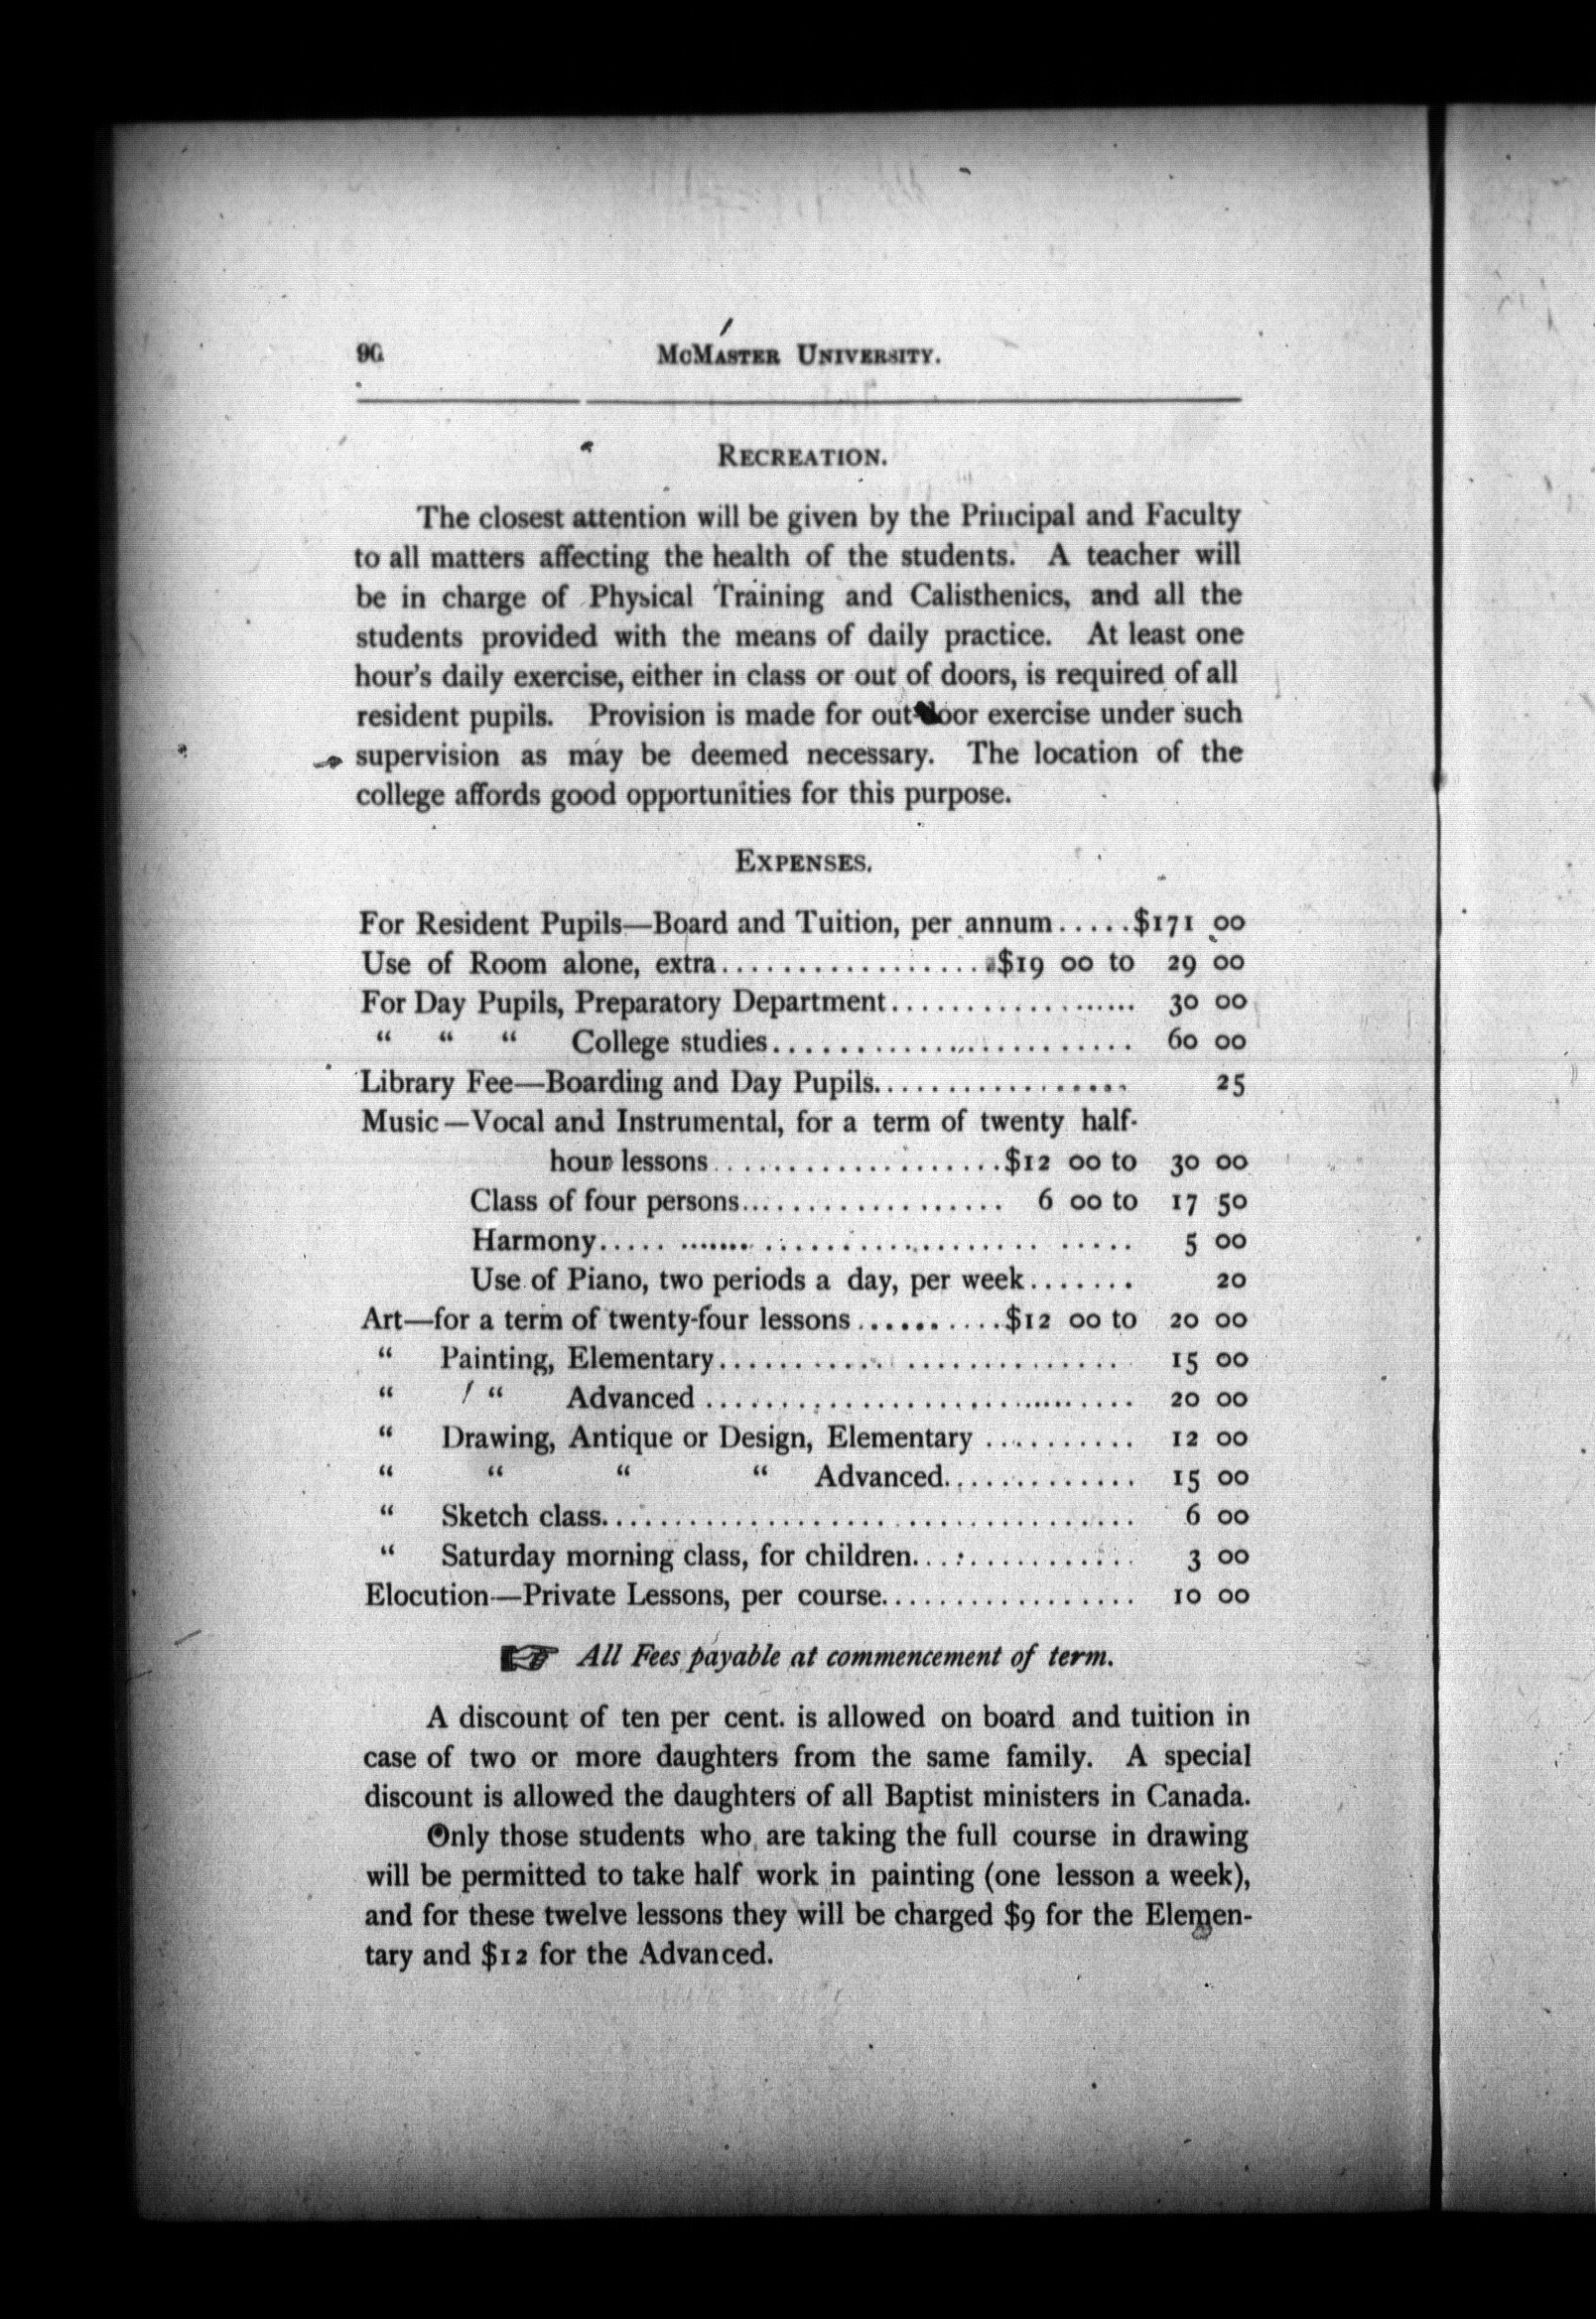 90 McMaster University.
Recreation.
The closest attention will be given by the Principal and Faculty
to all matters affecting the health of the students. A teacher will
be in charge of Physical Training and Calisthenics, and all the
students provided with the means of daily practice. At least one
hour's daily exercise, either in class or out of doors, is required of all
resident pupils. Provision is made for out-door exercise under such
supervision as may be deemed necessary. The location of the
college affords good opportunities for this purpose.
Expenses.
For Resident Pupils—Board and Tuition, per annum.....$171 00
Use of Room alone, extra..................$19 00 to 29 00
For Day Pupils, Preparatory Department................ 30 00
“ “ “ College studies......................... 60 00
Library Fee—Boarding and Day Pupils................. 25
Music—Vocal and Instrumental, for a term of twenty half-
hour lessons....................$12 00 to 30 00
Class of four persons.................. 6 00 to 17 50
Harmony................................... 5 00
Use of Piano, two periods a day, per week....... 20
Art—for a term of twenty-four lessons..........$12 00 to 20 00
“ Painting, Elementary........................... 15 00
“ “ Advanced............................ 20 00
“ Drawing, Antique or Design, Elementary .......... 12 00
“ “ “ “ Advanced............. 15 00
“ Sketch class................................... 6 00
“ Saturday morning class, for children............... 3 00
Elocution—Private Lessons, per course................. 10 00
☞ All Fees payable at commencement of term.
A discount of ten per cent. is allowed on board and tuition in
case of two or more daughters from the same family. A special
discount is allowed the daughters of all Baptist ministers in Canada.
Only those students who are taking the full course in drawing
will be permitted to take half work in painting (one lesson a week),
and for these twelve lessons they will be charged $9 for the Elemen-
tary and $12 for the Advanced.